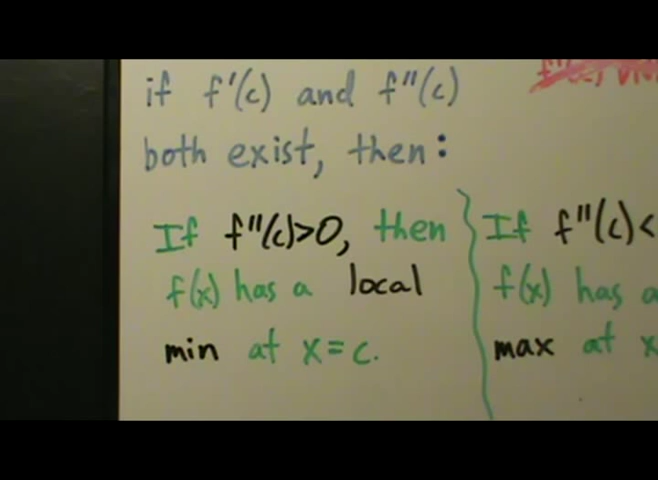 if f'(c) and f"(c)
both exist, then:
If f"(c)>0, then
f(x) has a local
min at x=c.
If f"(c)<
f(x) has a
max at x